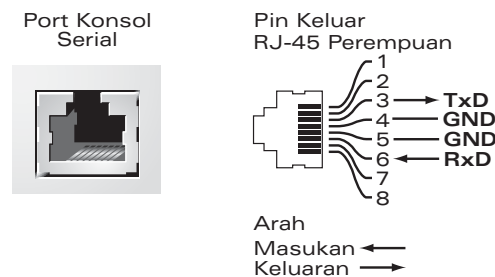 Port Konsol
Serial
Pin Keluar
RJ-45 Perempuan
1
2
3 TxD
4 GND
5 GND
6 RxD
7
8
Arah
Masukan
Keluaran